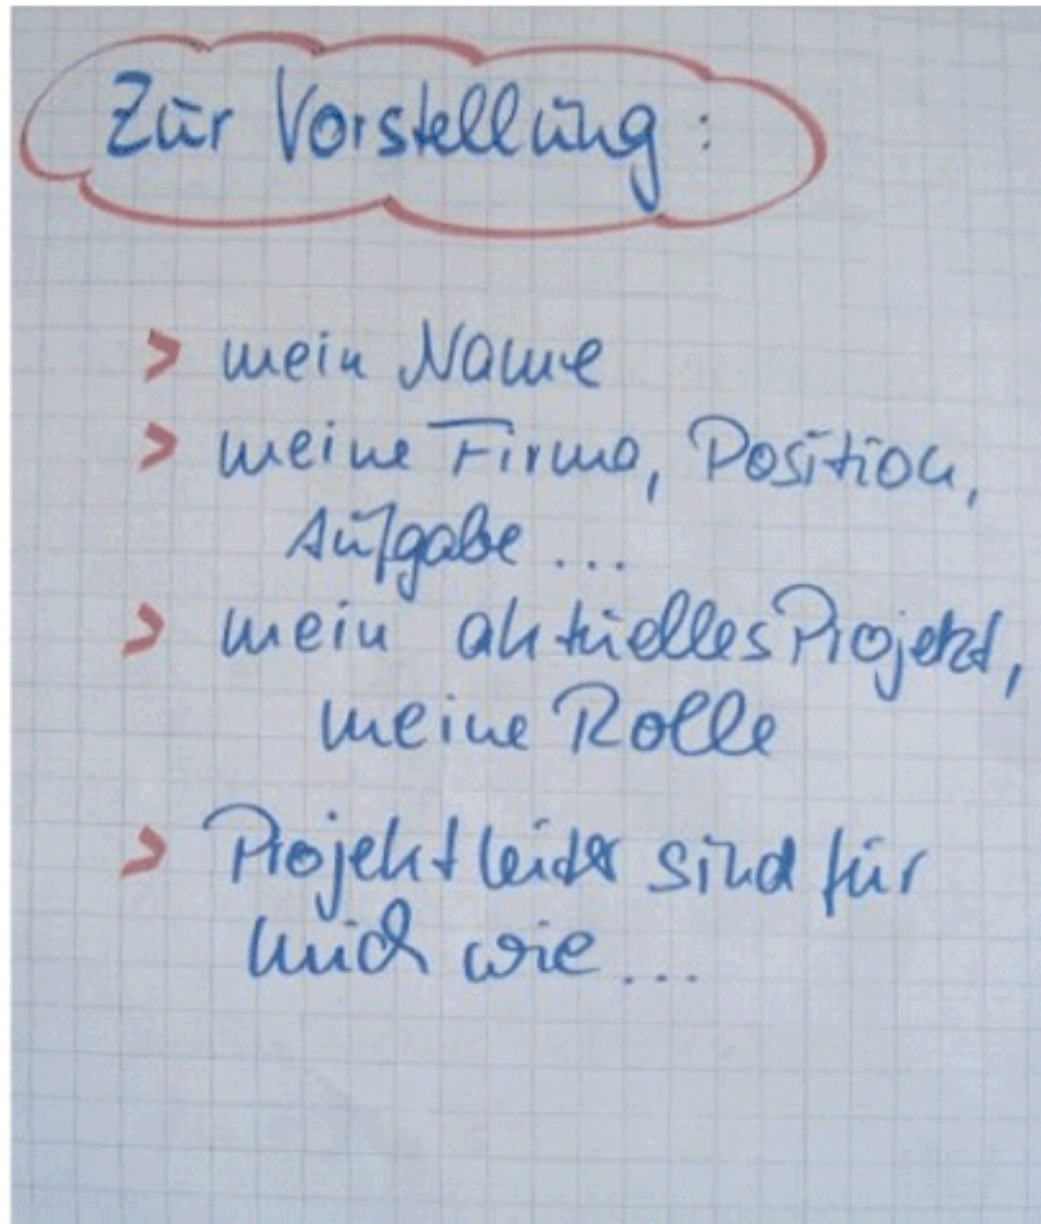 Zur Vorstellung:
> mein Name
> meine Firma, Position,
Aufgabe ...
> mein aktuelles Projekt,
meine Rolle
> Projektleiter sind für
mich wie ...